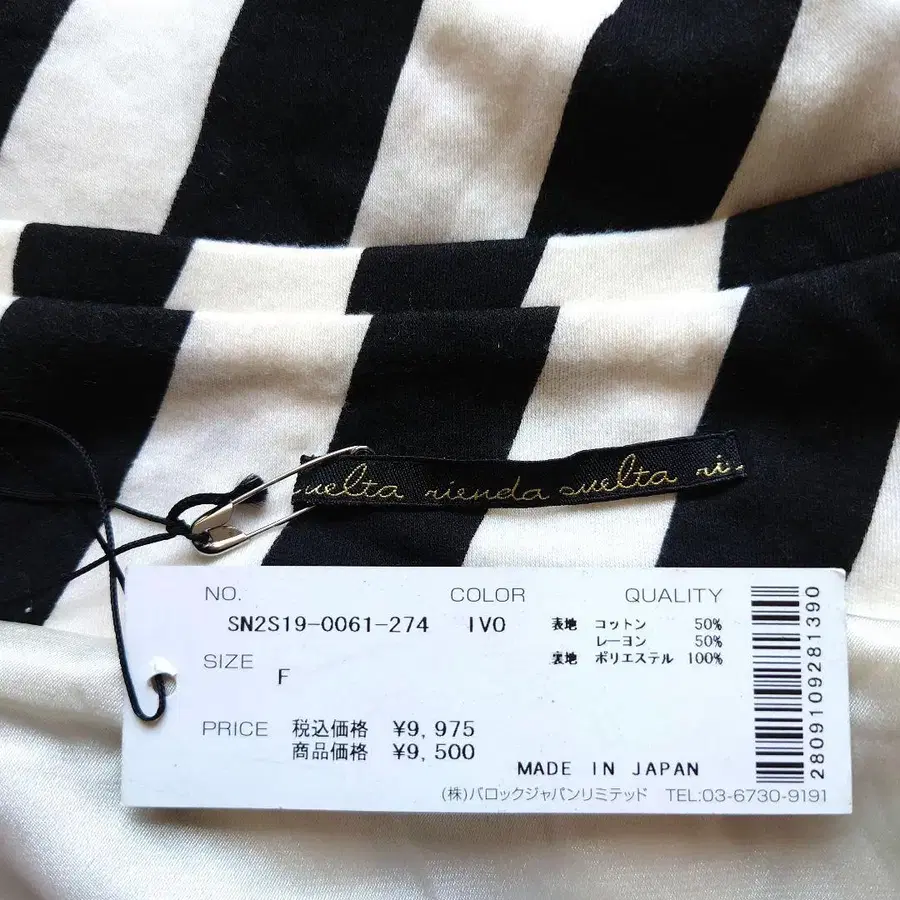 suelta rienda suelta ri
NO.
COLOR
QUALITY
SN2S19-0061-274 IVO 表地 コットン 50%
レーヨン 50%
SIZE
裏地 ポリエステル 100%
F
PRICE 税込価格 ¥9,975
商品価格 ¥9,500
MADE IN JAPAN
(株)バロックジャパンリミテッド TEL:03-6730-9191
2809109281390